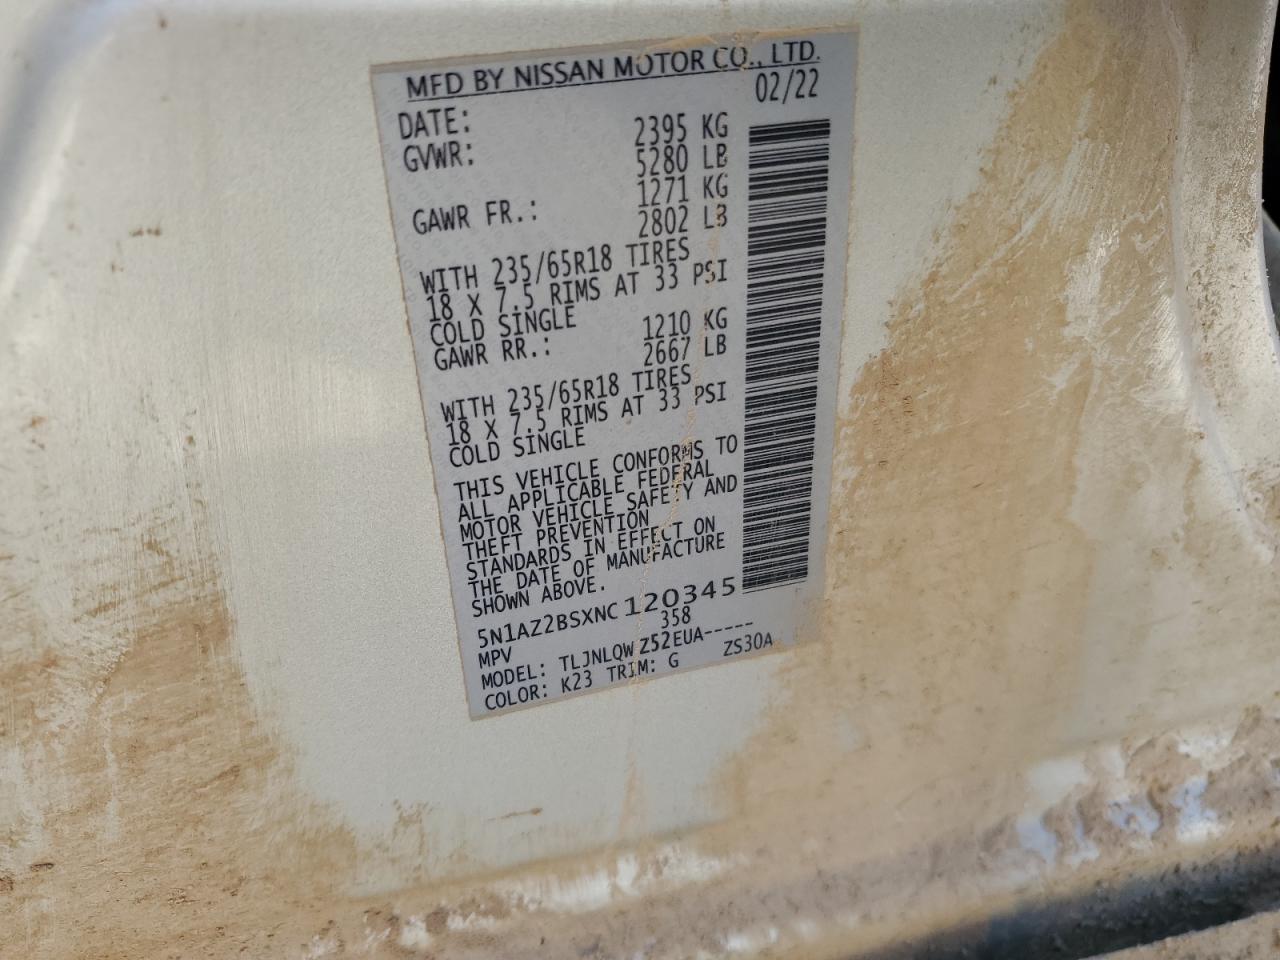 MFD BY NISSAN MOTOR CO., LTD.
DATE: 02/22
GVWR: 2395 KG
5280 LB
GAWR FR.: 1271 KG
2802 LB
WITH 235/65R18 TIRES
18 X 7.5 RIMS AT 33 PSI
COLD SINGLE
GAWR RR.: 1210 KG
2667 LB
WITH 235/65R18 TIRES
18 X 7.5 RIMS AT 33 PSI
COLD SINGLE
THIS VEHICLE CONFORMS TO
ALL APPLICABLE FEDERAL
MOTOR VEHICLE SAFETY AND
THEFT PREVENTION
STANDARDS IN EFFECT ON
THE DATE OF MANUFACTURE
SHOWN ABOVE.
5N1AZ2BSXNC120345
MPV 358
MODEL: TLJNLQWZ52EUA-----
COLOR: K23 TRIM: G ZS30A